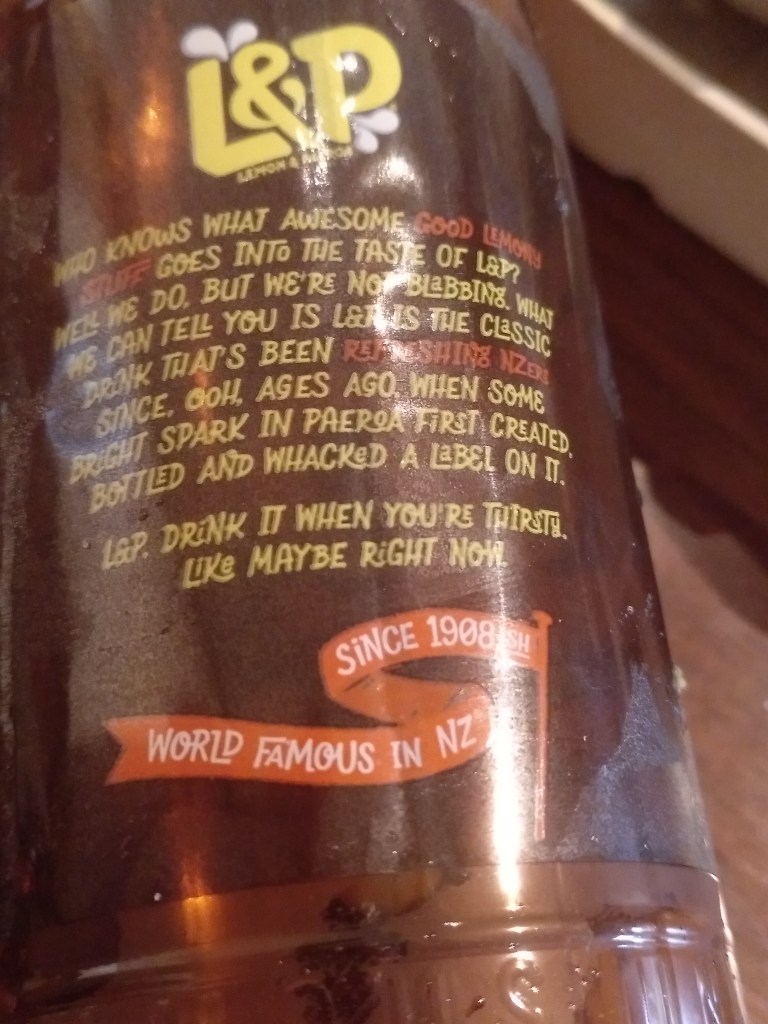 L&P
LEMON &
WHO KNOWS WHAT AWESOME GOOD LEMONY
STUFF GOES INTO THE TASTE OF L&P?
WELL WE DO, BUT WE'RE NOT BLaBBING. WHAT
WE CAN TELL YOU IS L&P IS THE CLaSSIC
DRiNK THAT'S BEEN REFRESHING NZERS
SINCE, OOH, AGES AGO WHEN SOME
BRIGHT SPARK IN PAEROA FiRST CREATED,
BOTTLED AND WHACKeD A LaBEL ON IT.
L&P. DRiNK IT WHEN YOU'RE THIRSTY.
LIKe MAYBE RiGHT NOW.
SiNCE 1908 ISH
WORLD FAMOUS IN NZ